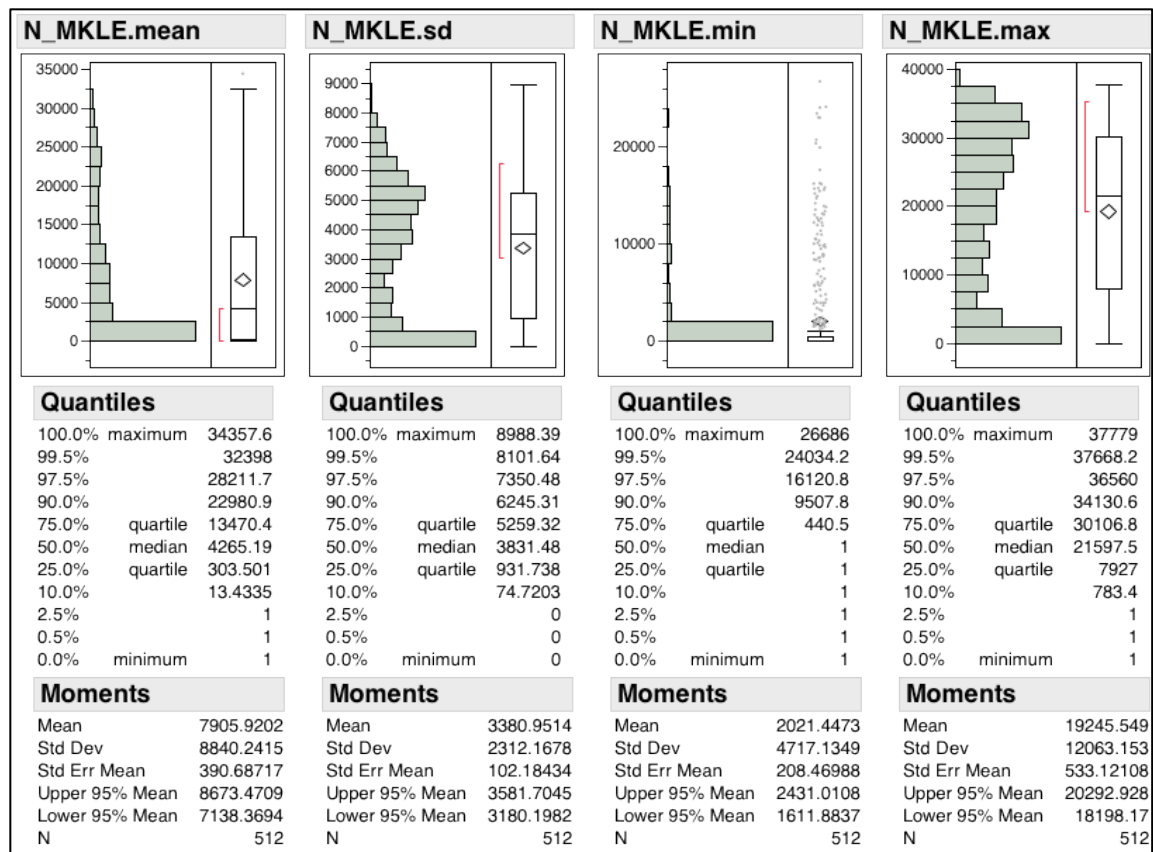 N_MKLE.mean
35000
30000
25000
20000
15000
10000
5000
0
Quantiles
100.0% maximum 34357.6
99.5% 32398
97.5% 28211.7
90.0% 22980.9
75.0% quartile 13470.4
50.0% median 4265.19
25.0% quartile 303.501
10.0% 13.4335
2.5% 1
0.5% 1
0.0% minimum 1
Moments
Mean 7905.9202
Std Dev 8840.2415
Std Err Mean 390.68717
Upper 95% Mean 8673.4709
Lower 95% Mean 7138.3694
N 512
N_MKLE.sd
9000
8000
7000
6000
5000
4000
3000
2000
1000
0
Quantiles
100.0% maximum 8988.39
99.5% 8101.64
97.5% 7350.48
90.0% 6245.31
75.0% quartile 5259.32
50.0% median 3831.48
25.0% quartile 931.738
10.0% 74.7203
2.5% 0
0.5% 0
0.0% minimum 0
Moments
Mean 3380.9514
Std Dev 2312.1678
Std Err Mean 102.18434
Upper 95% Mean 3581.7045
Lower 95% Mean 3180.1982
N 512
N_MKLE.min
20000
10000
0
Quantiles
100.0% maximum 26686
99.5% 24034.2
97.5% 16120.8
90.0% 9507.8
75.0% quartile 440.5
50.0% median 1
25.0% quartile 1
10.0% 1
2.5% 1
0.5% 1
0.0% minimum 1
Moments
Mean 2021.4473
Std Dev 4717.1349
Std Err Mean 208.46988
Upper 95% Mean 2431.0108
Lower 95% Mean 1611.8837
N 512
N_MKLE.max
40000
30000
20000
10000
0
Quantiles
100.0% maximum 37779
99.5% 37668.2
97.5% 36560
90.0% 34130.6
75.0% quartile 30106.8
50.0% median 21597.5
25.0% quartile 7927
10.0% 783.4
2.5% 1
0.5% 1
0.0% minimum 1
Moments
Mean 19245.549
Std Dev 12063.153
Std Err Mean 533.12108
Upper 95% Mean 20292.928
Lower 95% Mean 18198.17
N 512